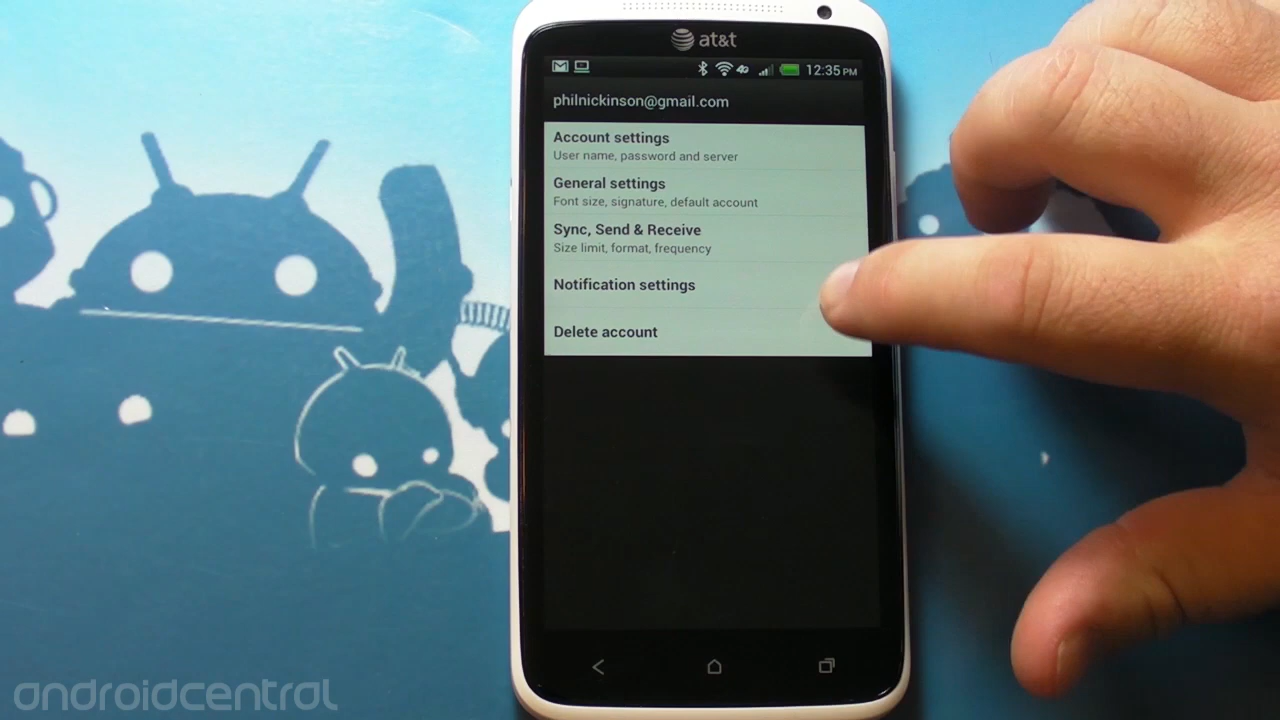 at&t
4G 12:35 PM
philnickinson@gmail.com
Account settings
User name, password and server
General settings
Font size, signature, default account
Sync, Send & Receive
Size limit, format, frequency
Notification settings
Delete account
androidcentral